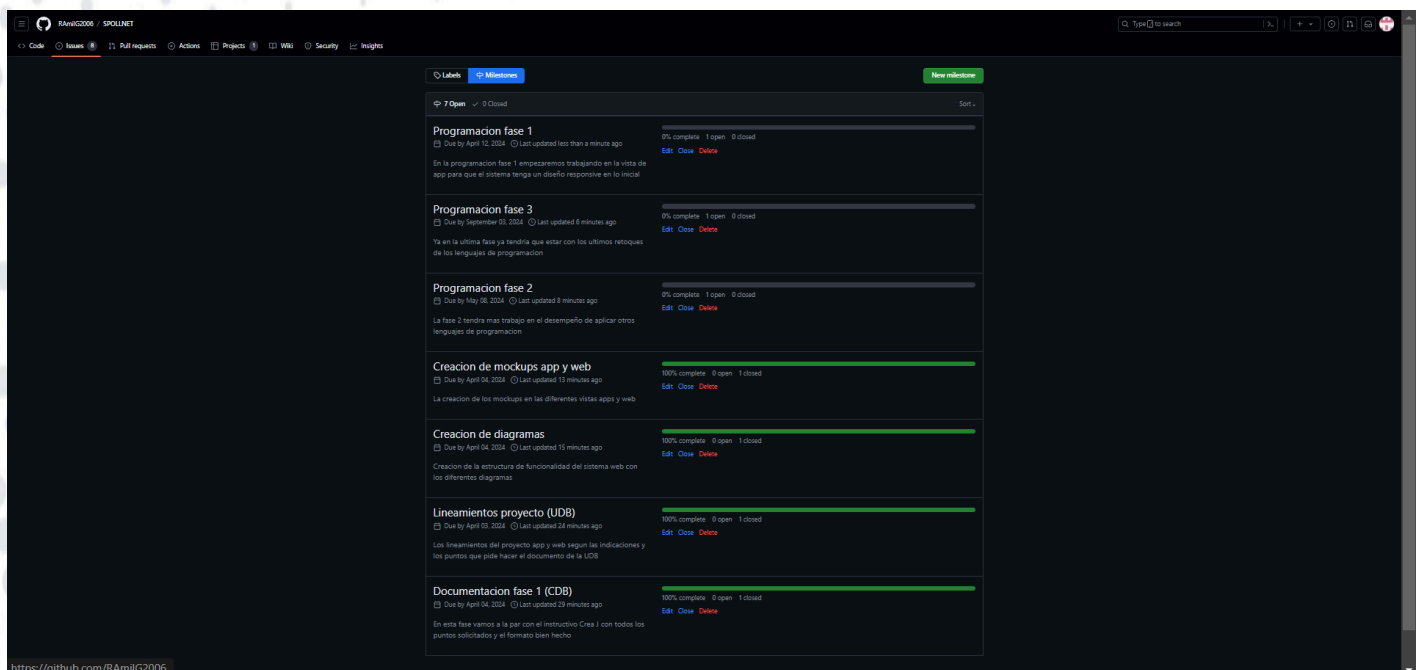 RAmilG2006 / SPOLLNET
Type / to search
Code Issues 8 Pull requests Actions Projects 1 Wiki Security Insights
Labels Milestones New milestone
7 Open 0 Closed Sort
Programacion fase 1
Due by April 12, 2024 Last updated less than a minute ago
En la programacion fase 1 empezaremos trabajando en la vista de
app para que el sistema tenga un diseño responsive en lo inicial
0% complete 1 open 0 closed
Edit Close Delete
Programacion fase 3
Due by September 03, 2024 Last updated 6 minutes ago
Ya en la ultima fase ya tendria que estar con los ultimos retoques
de los lenguajes de programacion
0% complete 1 open 0 closed
Edit Close Delete
Programacion fase 2
Due by May 08, 2024 Last updated 8 minutes ago
La fase 2 tendra mas trabajo en el desempeño de aplicar otros
lenguajes de programacion
0% complete 1 open 0 closed
Edit Close Delete
Creacion de mockups app y web
Due by April 04, 2024 Last updated 13 minutes ago
La creacion de los mockups en las diferentes vistas apps y web
100% complete 0 open 1 closed
Edit Close Delete
Creacion de diagramas
Due by April 04, 2024 Last updated 15 minutes ago
Creacion de la estructura de funcionalidad del sistema web con
los diferentes diagramas
100% complete 0 open 1 closed
Edit Close Delete
Lineamientos proyecto (UDB)
Due by April 03, 2024 Last updated 24 minutes ago
Los lineamientos del proyecto app y web segun las indicaciones y
los puntos que pide hacer el documento de la UDB
100% complete 0 open 1 closed
Edit Close Delete
Documentacion fase 1 (CDB)
Due by April 04, 2024 Last updated 29 minutes ago
En esta fase vamos a la par con el instructivo Crea J con todos los
puntos solicitados y el formato bien hecho
100% complete 0 open 1 closed
Edit Close Delete
https://github.com/RAmilG2006